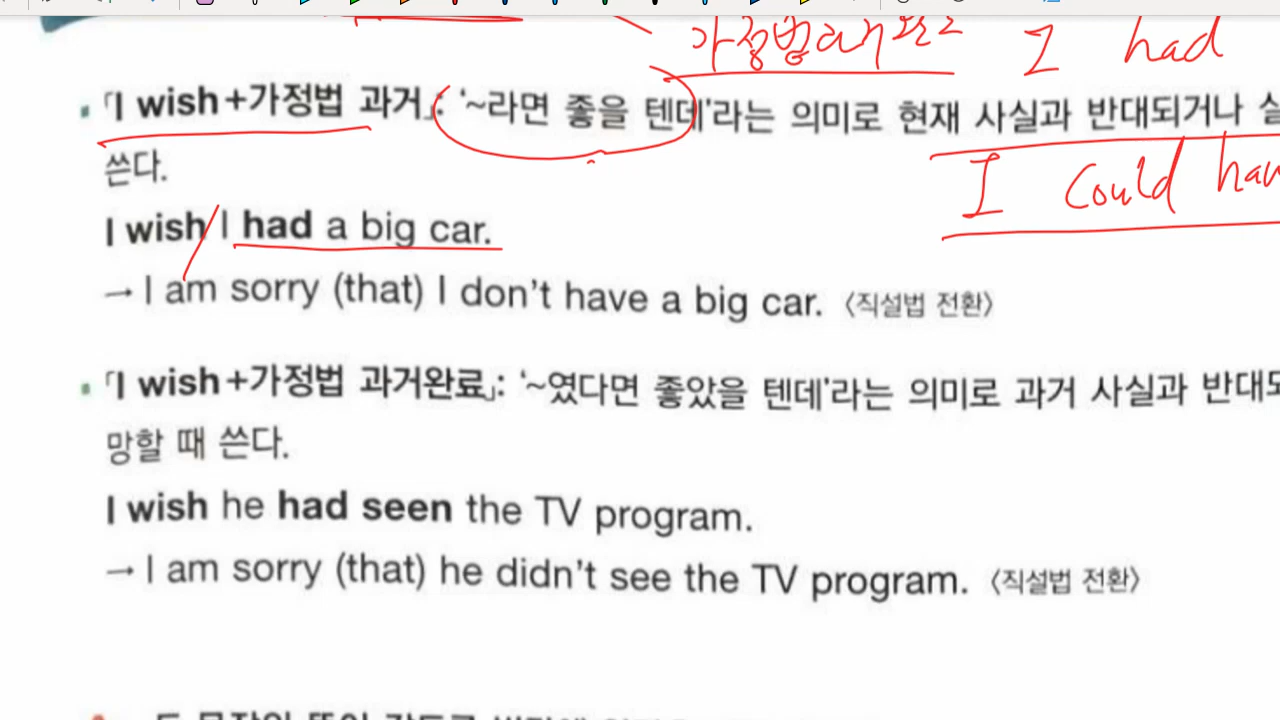 가정법과거완료 I had
「I wish+가정법 과거」: ‘~라면 좋을 텐데’라는 의미로 현재 사실과 반대되거나 실
쓴다.
I could hav
I wish I had a big car.
→ I am sorry (that) I don’t have a big car. 〈직설법 전환〉
「I wish+가정법 과거완료」: ‘~였다면 좋았을 텐데’라는 의미로 과거 사실과 반대되
망할 때 쓴다.
I wish he had seen the TV program.
→ I am sorry (that) he didn’t see the TV program. 〈직설법 전환〉